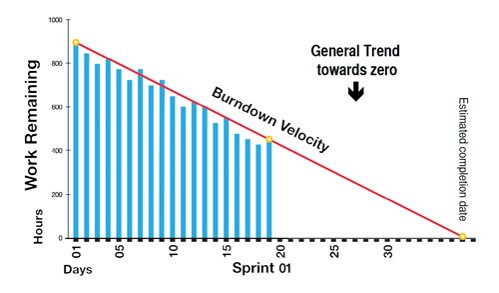 1000
800
600
400
200
0
Work Remaining
Hours
General Trend
towards zero
Burndown Velocity
Estimated completion date
01
05
10
15
20
25
30
Days
Sprint 01